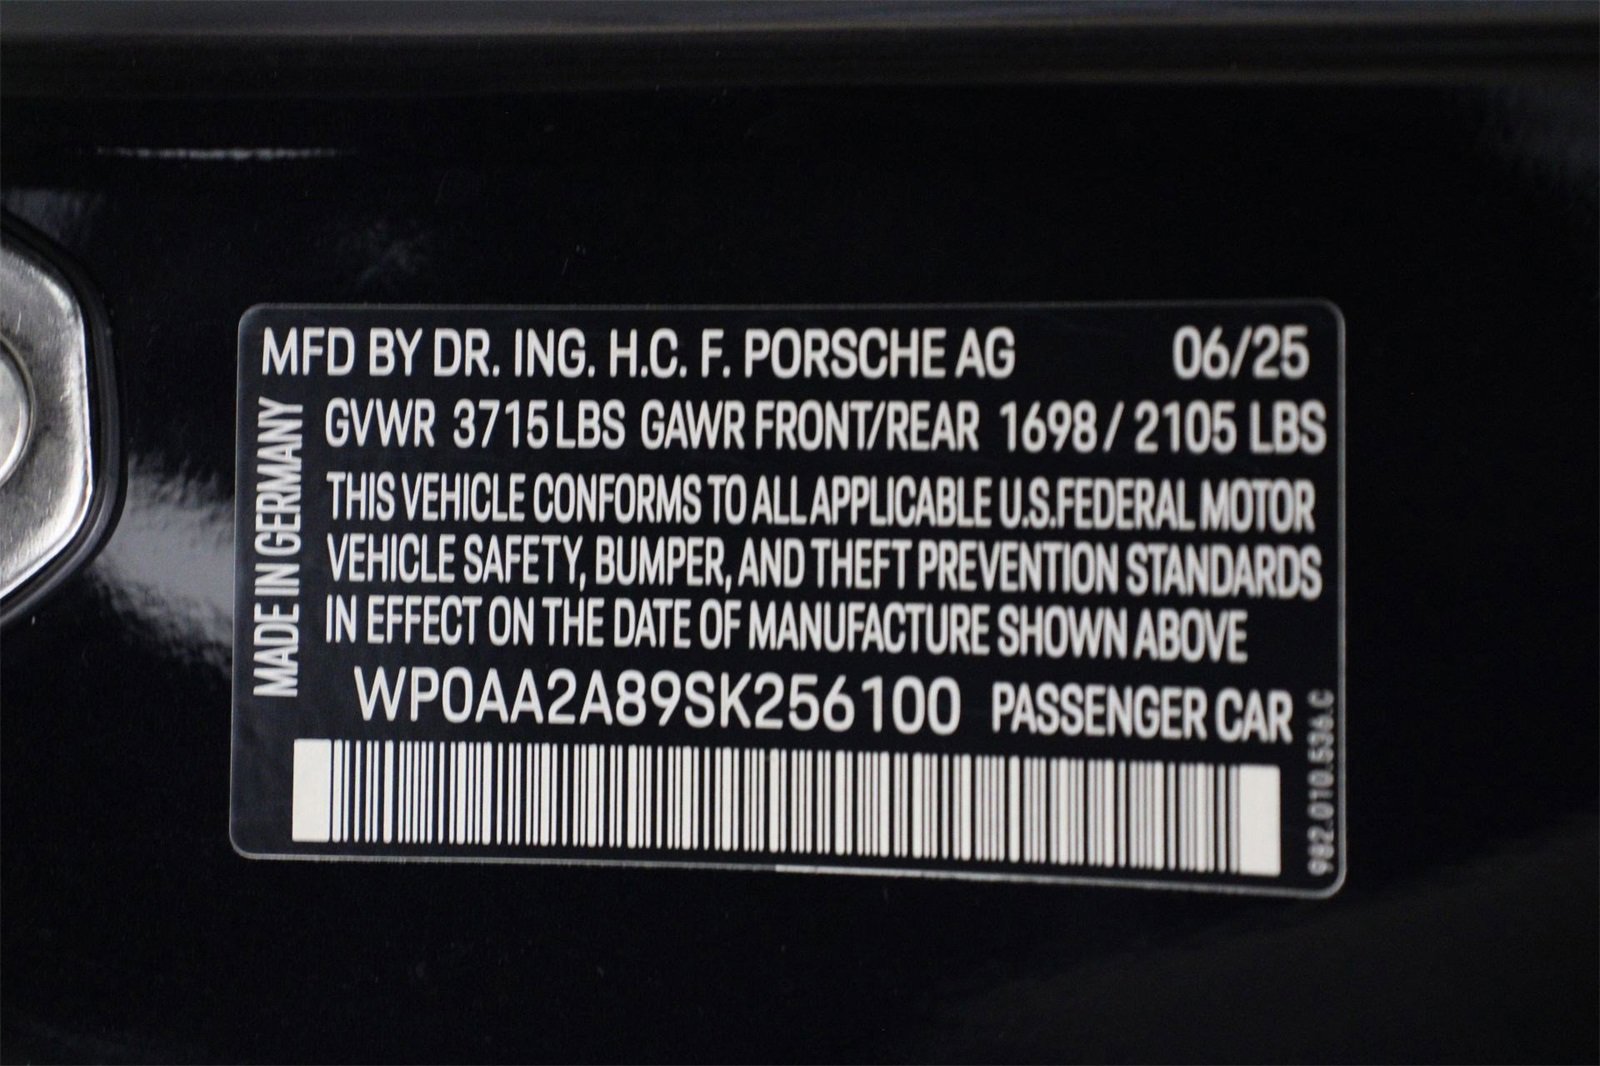 MFD BY DR. ING. H.C. F. PORSCHE AG 06/25
MADE IN GERMANY
GVWR 3715 LBS GAWR FRONT/REAR 1698 / 2105 LBS
THIS VEHICLE CONFORMS TO ALL APPLICABLE U.S. FEDERAL MOTOR
VEHICLE SAFETY, BUMPER, AND THEFT PREVENTION STANDARDS
IN EFFECT ON THE DATE OF MANUFACTURE SHOWN ABOVE
WP0AA2A89SK256100 PASSENGER CAR
982.010.536.C